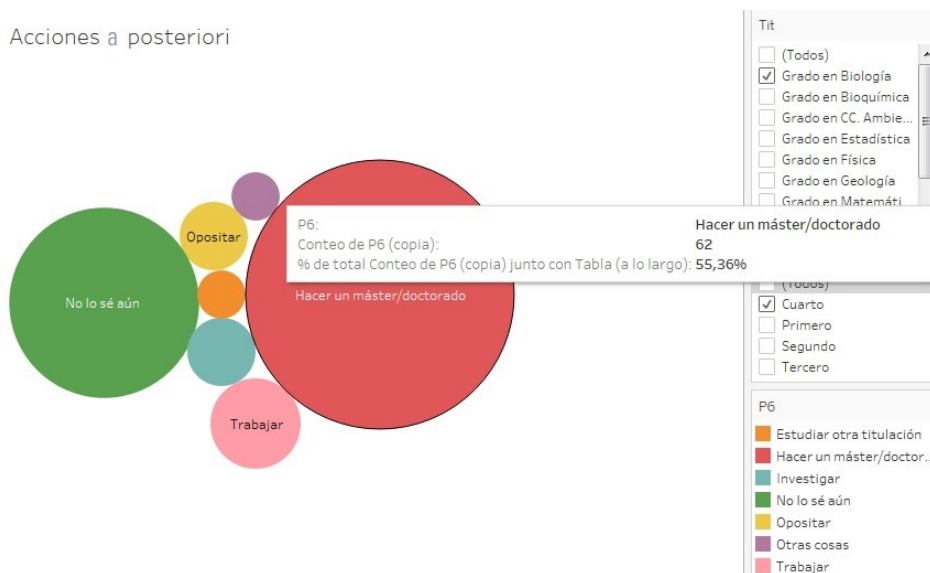 Acciones a posteriori
No lo sé aún
Opositar
Hacer un máster/doctorado
Trabajar
P6: Hacer un máster/doctorado
Conteo de P6 (copia): 62
% de total Conteo de P6 (copia) junto con Tabla (a lo largo): 55,36%
Tit
(Todos)
Grado en Biología
Grado en Bioquímica
Grado en CC. Ambie...
Grado en Estadística
Grado en Física
Grado en Geología
Grado en Matemáti
(Todos)
Cuarto
Primero
Segundo
Tercero
P6
Estudiar otra titulación
Hacer un máster/doctor...
Investigar
No lo sé aún
Opositar
Otras cosas
Trabajar